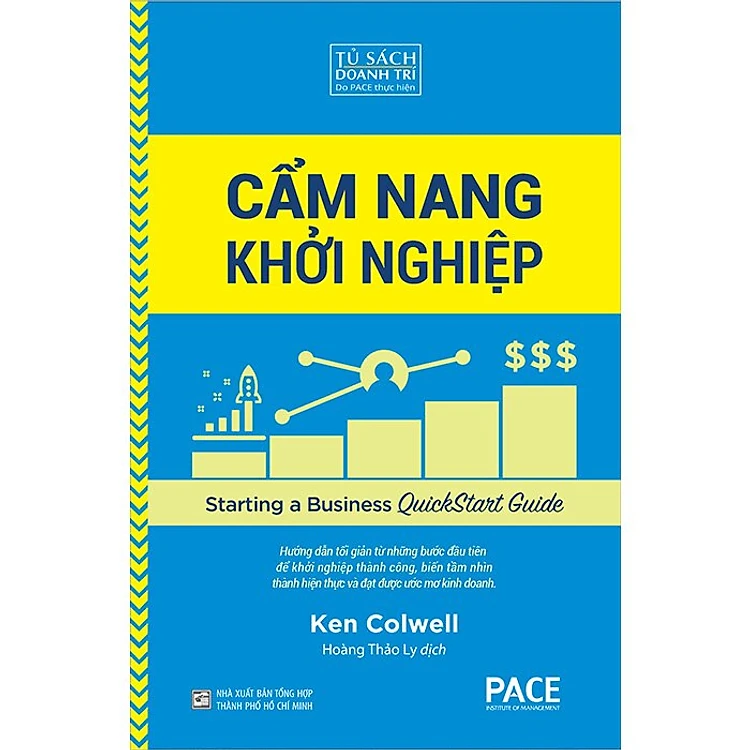 TỦ SÁCH
DOANH TRÍ
Do PACE thực hiện
CẨM NANG
KHỞI NGHIỆP
$$$
Starting a Business QuickStart Guide
Hướng dẫn tối giản từ những bước đầu tiên
để khởi nghiệp thành công, biến tầm nhìn
thành hiện thực và đạt được ước mơ kinh doanh.
Ken Colwell
Hoàng Thảo Ly dịch
NHÀ XUẤT BẢN TỔNG HỢP
THÀNH PHỐ HỒ CHÍ MINH
PACE
INSTITUTE OF MANAGEMENT